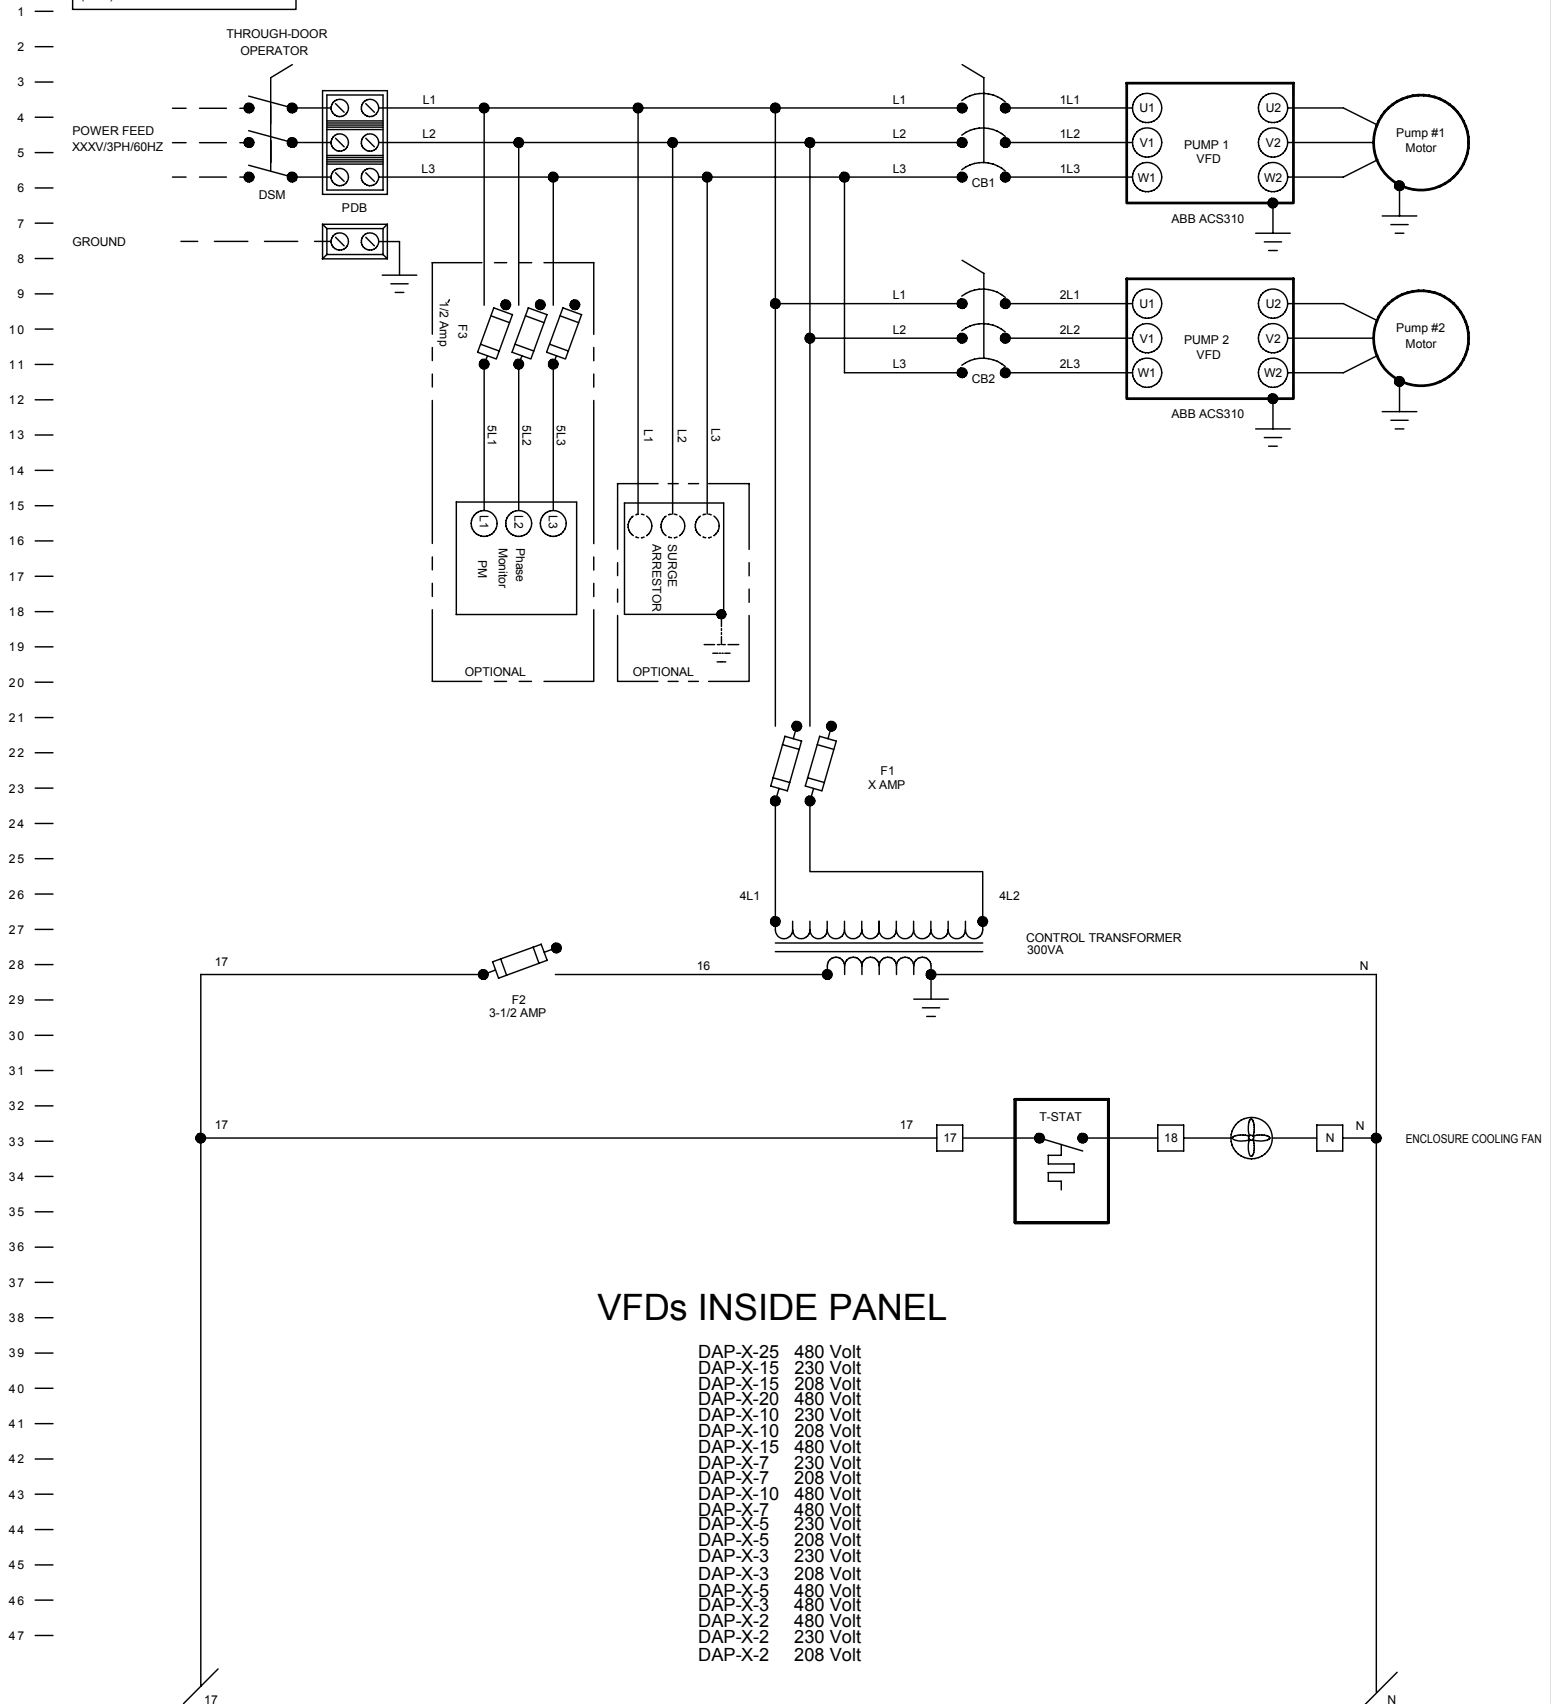 1
2
3
4
5
6
7
8
9
10
11
12
13
14
15
16
17
18
19
20
21
22
23
24
25
26
27
28
29
30
31
32
33
34
35
36
37
38
39
40
41
42
43
44
45
46
47
THROUGH-DOOR
OPERATOR
POWER FEED
XXXV/3PH/60HZ
DSM
PDB
GROUND
L1
L2
L3
L1
L2
L3
CB1
1L1
1L2
1L3
U1
V1
W1
PUMP 1
VFD
U2
V2
W2
ABB ACS310
Pump #1
Motor
L1
L2
L3
CB2
2L1
2L2
2L3
U1
V1
W1
PUMP 2
VFD
U2
V2
W2
ABB ACS310
Pump #2
Motor
F3
1/2 Amp
5L1
5L2
5L3
L1
L2
L3
Phase
Monitor
PM
OPTIONAL
L1
L2
L3
SURGE
ARRESTOR
OPTIONAL
F1
X AMP
4L1
4L2
CONTROL TRANSFORMER
300VA
17
F2
3-1/2 AMP
16
N
17
17
17
T-STAT
18
N
N
ENCLOSURE COOLING FAN
VFDs INSIDE PANEL
DAP-X-25 480 Volt
DAP-X-15 230 Volt
DAP-X-15 208 Volt
DAP-X-20 480 Volt
DAP-X-10 230 Volt
DAP-X-10 208 Volt
DAP-X-15 480 Volt
DAP-X-7 230 Volt
DAP-X-7 208 Volt
DAP-X-10 480 Volt
DAP-X-7 480 Volt
DAP-X-5 230 Volt
DAP-X-5 208 Volt
DAP-X-3 230 Volt
DAP-X-3 208 Volt
DAP-X-5 480 Volt
DAP-X-3 480 Volt
DAP-X-2 480 Volt
DAP-X-2 230 Volt
DAP-X-2 208 Volt
17
N